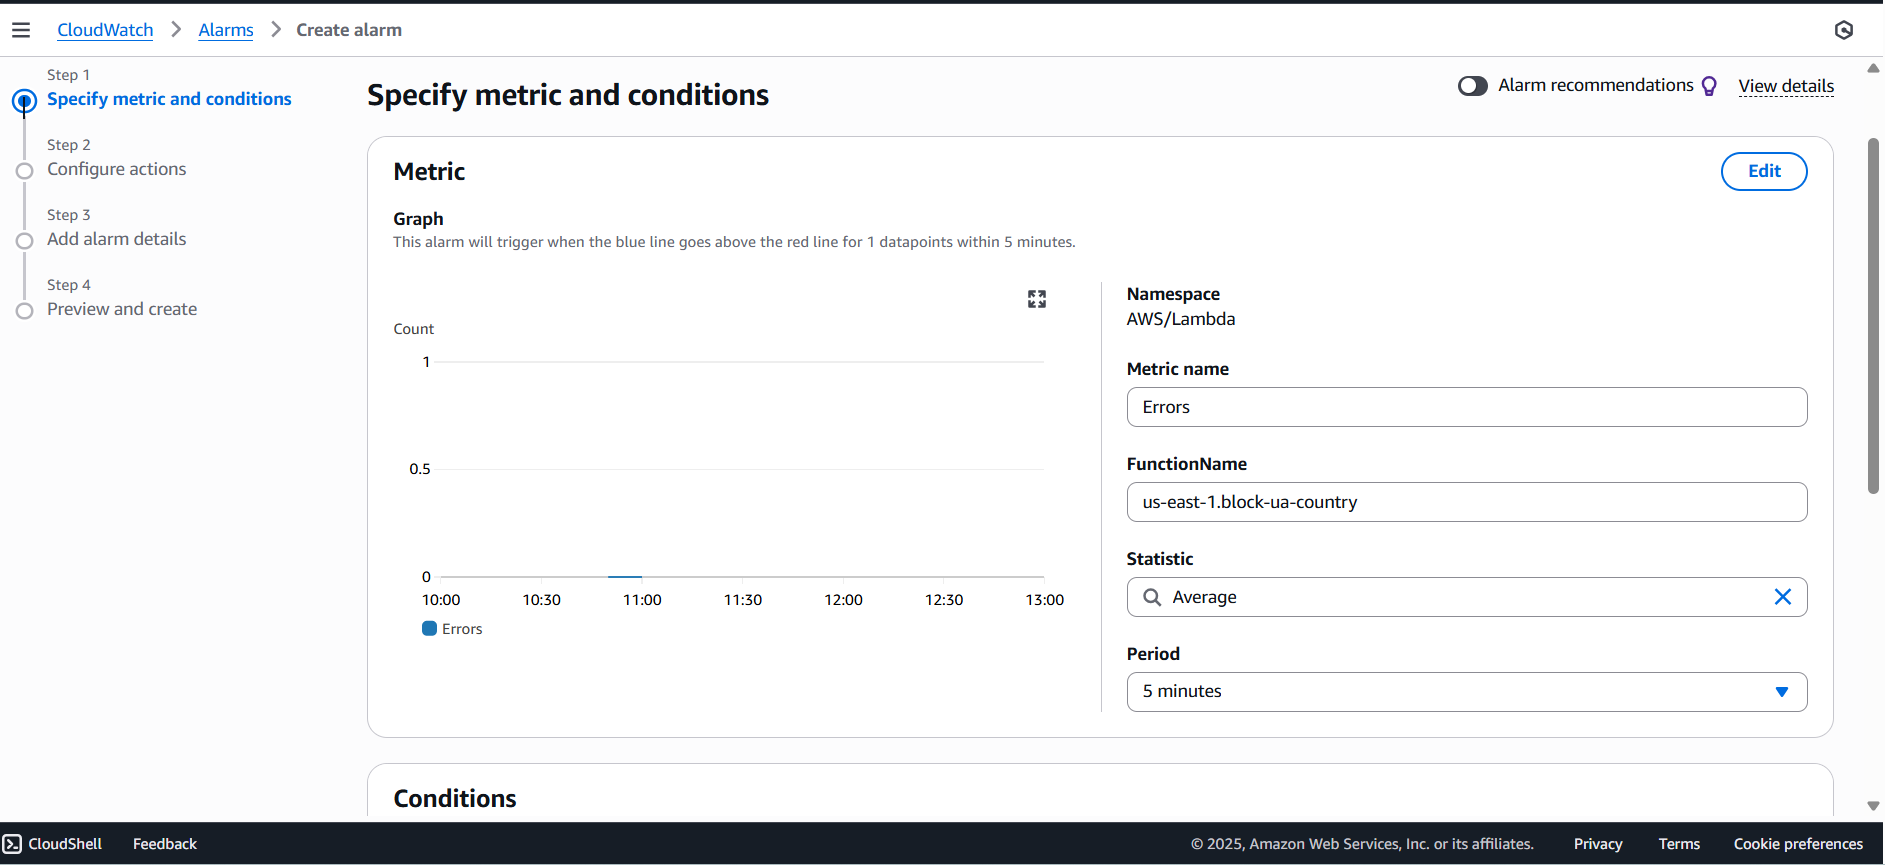 CloudWatch > Alarms > Create alarm
Step 1
Specify metric and conditions
Step 2
Configure actions
Step 3
Add alarm details
Step 4
Preview and create
Specify metric and conditions
Alarm recommendations View details
Metric
Edit
Graph
This alarm will trigger when the blue line goes above the red line for 1 datapoints within 5 minutes.
Count
1
0.5
0
10:00 10:30 11:00 11:30 12:00 12:30 13:00
Errors
Namespace
AWS/Lambda
Metric name
Errors
FunctionName
us-east-1.block-ua-country
Statistic
Average
Period
5 minutes
Conditions
CloudShell Feedback © 2025, Amazon Web Services, Inc. or its affiliates. Privacy Terms Cookie preferences